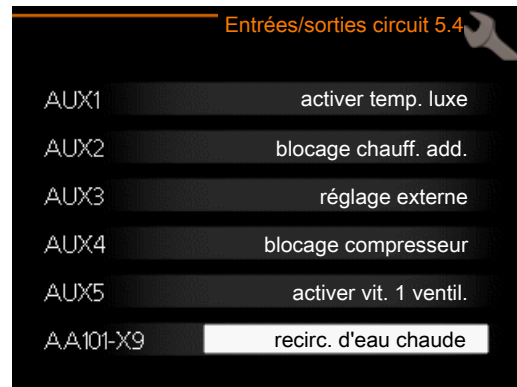 Entrées/sorties circuit 5.4
AUX1 activer temp. luxe
AUX2 blocage chauff. add.
AUX3 réglage externe
AUX4 blocage compresseur
AUX5 activer vit. 1 ventil.
AA101-X9 recirc. d'eau chaude